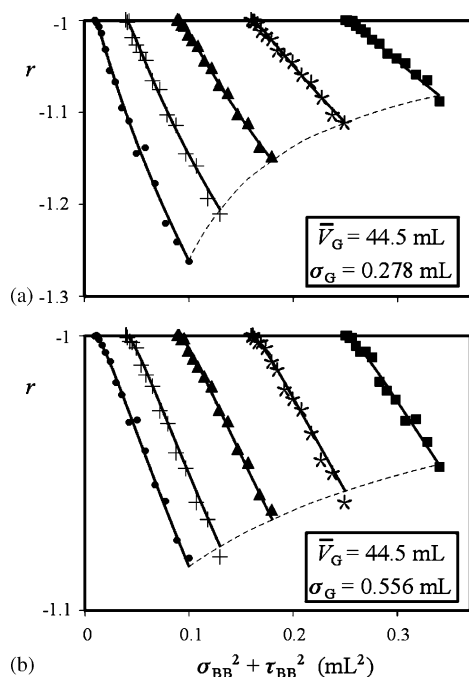 -1
r
-1.1
-1.2
V̅G = 44.5 mL
σG = 0.278 mL
(a)
-1.3
-1
r
V̅G = 44.5 mL
σG = 0.556 mL
-1.1
0 0.1 0.2 0.3
(b) σBB² + τBB² (mL²)